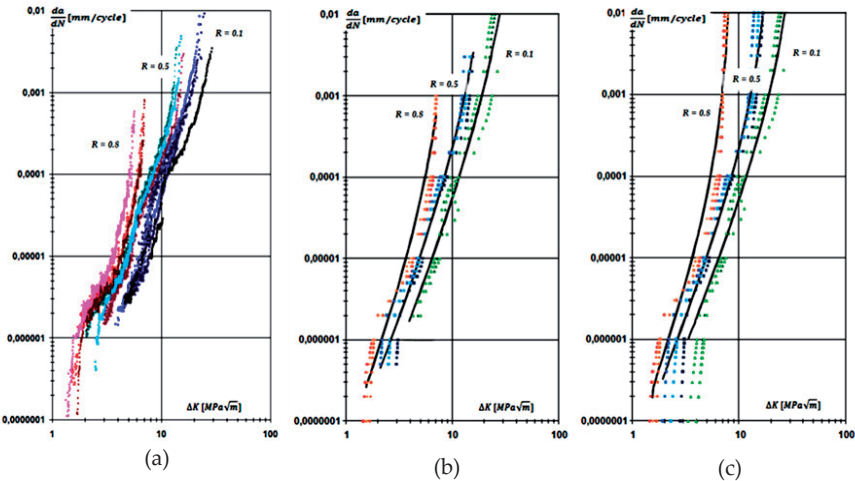 0,01
da/dN [mm/cycle]
R = 0.1
R = 0.5
R = 0.8
0,001
0,0001
0,00001
0,000001
0,0000001
ΔK [MPa√m]
1
10
100
(a)
0,01
da/dN [mm/cycle]
R = 0.1
R = 0.5
R = 0.8
0,001
0,0001
0,00001
0,000001
0,0000001
ΔK [MPa√m]
1
10
100
(b)
0,01
da/dN [mm/cycle]
R = 0.1
R = 0.5
R = 0.8
0,001
0,0001
0,00001
0,000001
0,0000001
ΔK [MPa√m]
1
10
100
(c)